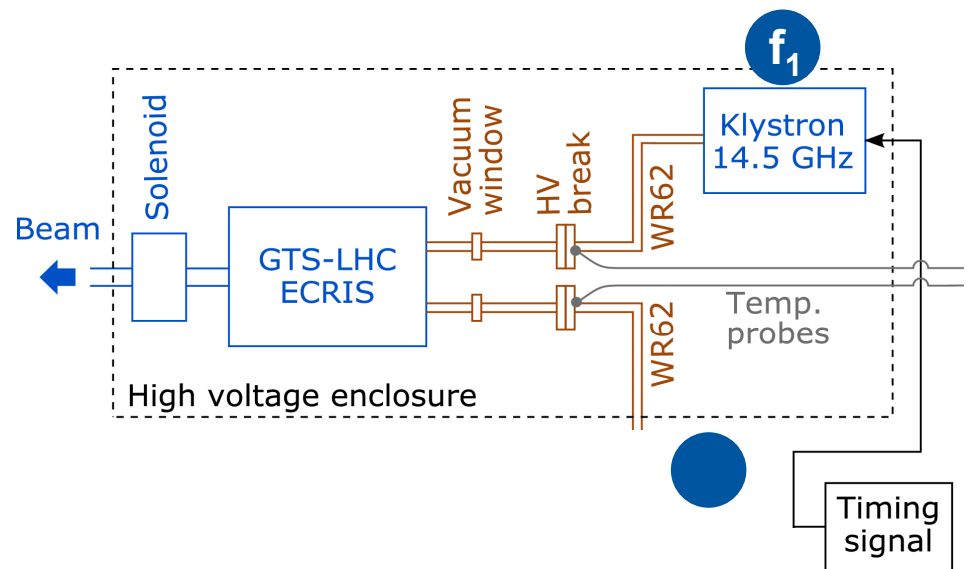 f1
Klystron
14.5 GHz
Solenoid
Vacuum
window
HV
break
WR62
Beam
GTS-LHC
ECRIS
Temp.
probes
WR62
High voltage enclosure
Timing
signal